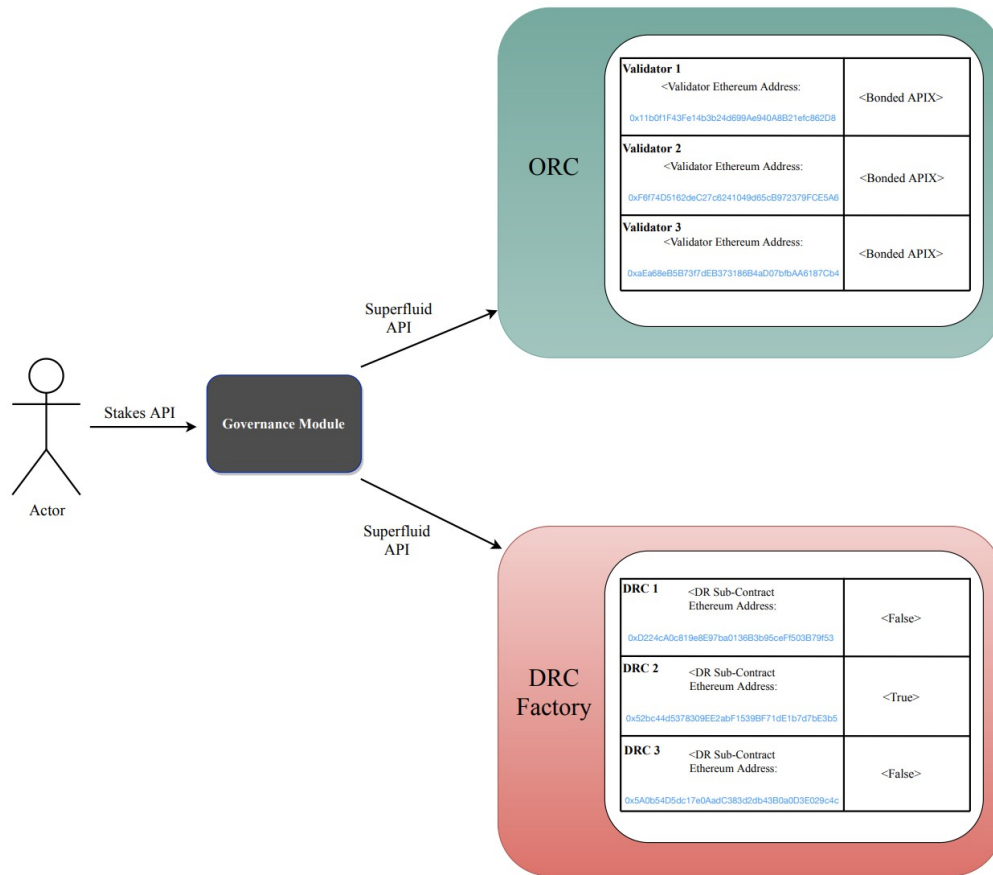 Validator 1
<Validator Ethereum Address:
0x11b0f1F43Fe14b3b24d699Ae940A8B21efc862D8
<Bonded APIX>
Validator 2
<Validator Ethereum Address:
0xF6f74D5162deC27c6241049d65cB972379FCE5A6
<Bonded APIX>
Validator 3
<Validator Ethereum Address:
0xaEa68eB5B73f7dEB373186B4aD07bfbAA6187Cb4
<Bonded APIX>
ORC
Superfluid
API
Stakes API
Governance Module
Actor
Superfluid
API
DRC
Factory
DRC 1
<DR Sub-Contract
Ethereum Address:
0xD224cA0c819e8E97ba0136B3b95ceFf503B79f53
<False>
DRC 2
<DR Sub-Contract
Ethereum Address:
0x52bc44d5378309EE2abF1539BF71dE1b7d7bE3b5
<True>
DRC 3
<DR Sub-Contract
Ethereum Address:
0x5A0b54D5dc17e0AadC383d2db43B0a0D3E029c4c
<False>